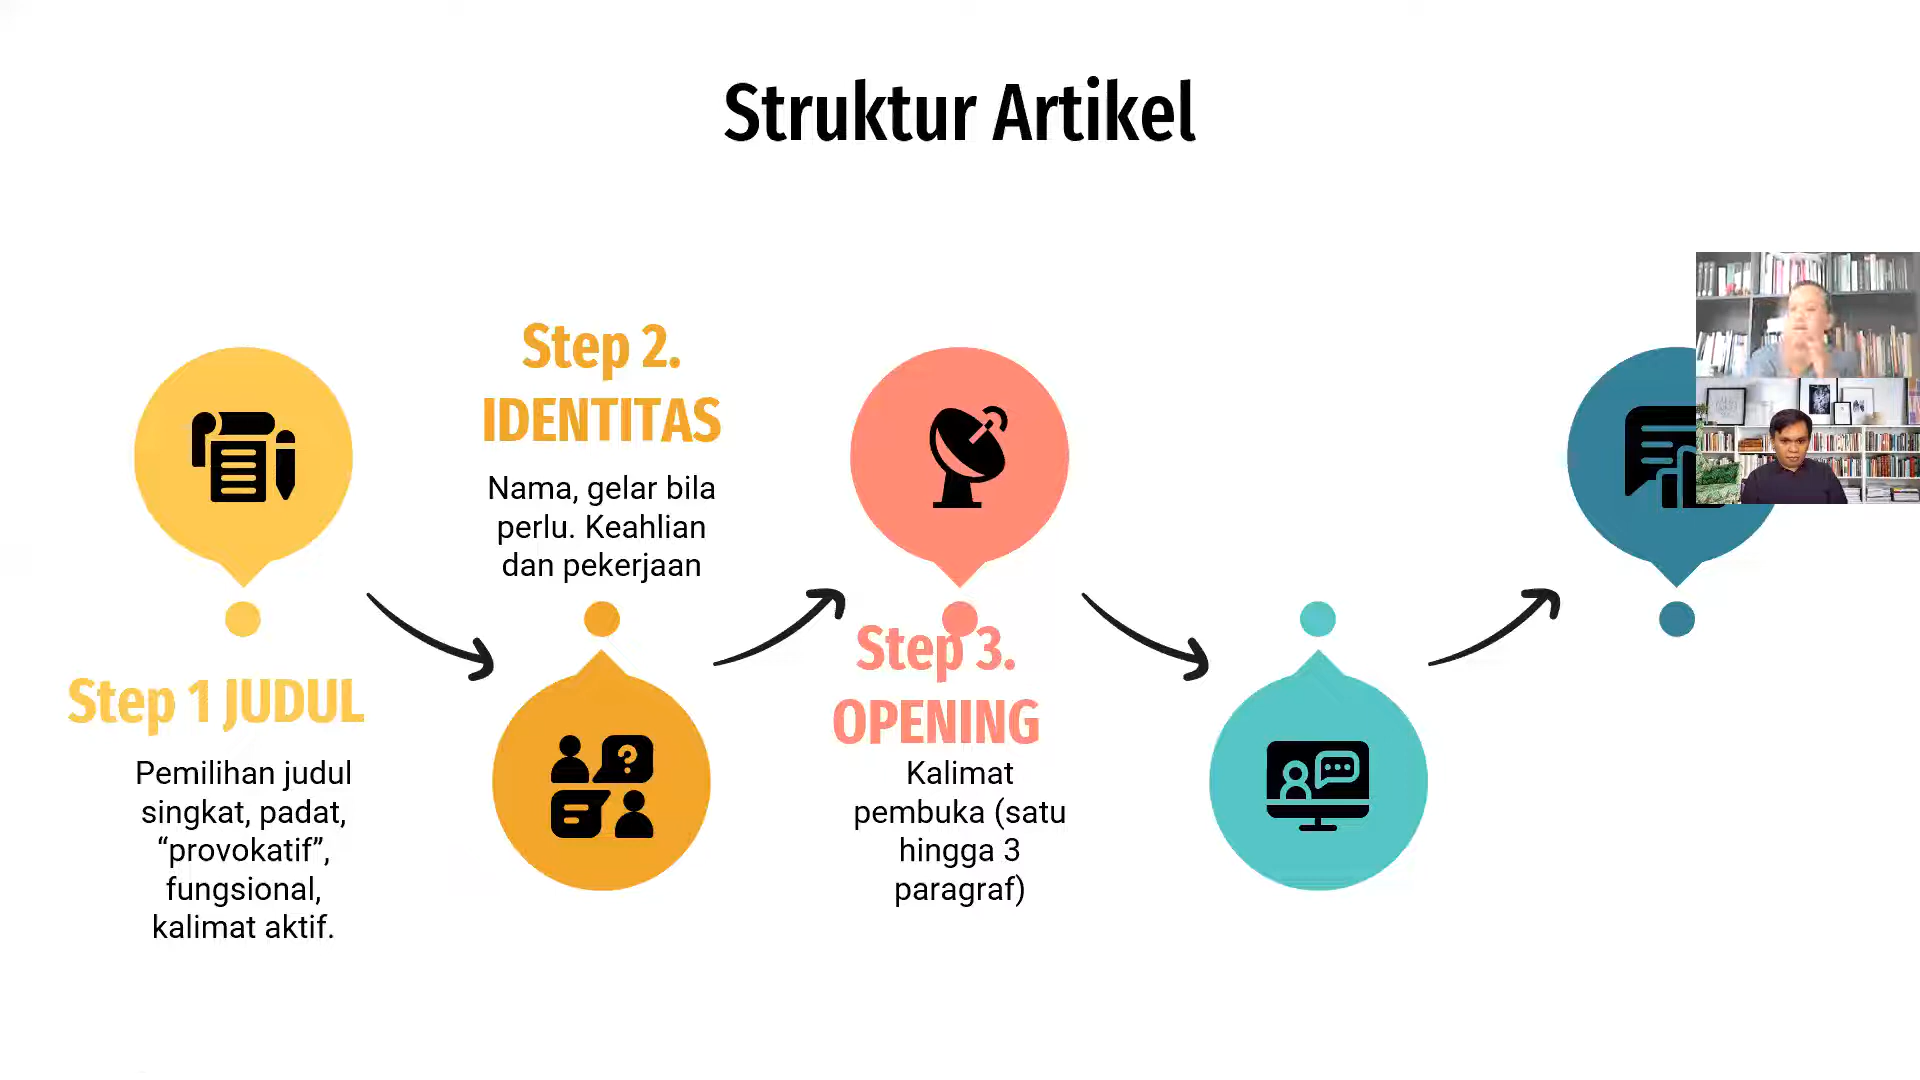 Struktur Artikel
Step 1 JUDUL
Pemilihan judul
singkat, padat,
“provokatif”,
fungsional,
kalimat aktif.
Step 2.
IDENTITAS
Nama, gelar bila
perlu. Keahlian
dan pekerjaan
?
Step 3.
OPENING
Kalimat
pembuka (satu
hingga 3
paragraf)